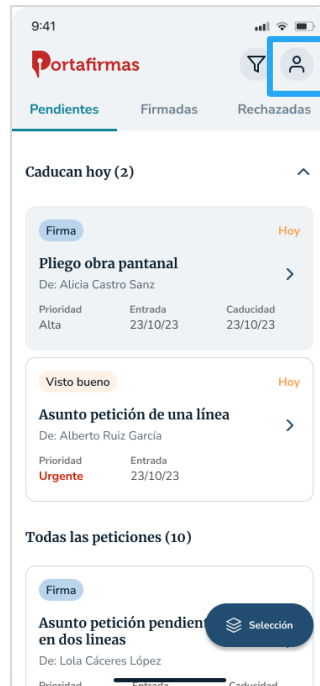 9:41
Portafirmas
Pendientes Firmadas Rechazadas
Caducan hoy (2)
Firma Hoy
Pliego obra pantanal
De: Alicia Castro Sanz
Prioridad Entrada Caducidad
Alta 23/10/23 23/10/23
Visto bueno Hoy
Asunto petición de una línea
De: Alberto Ruiz García
Prioridad Entrada
Urgente 23/10/23
Todas las peticiones (10)
Firma
Asunto petición pendient
en dos lineas
Selección
De: Lola Cáceres López
Prioridad Entrada Caducidad